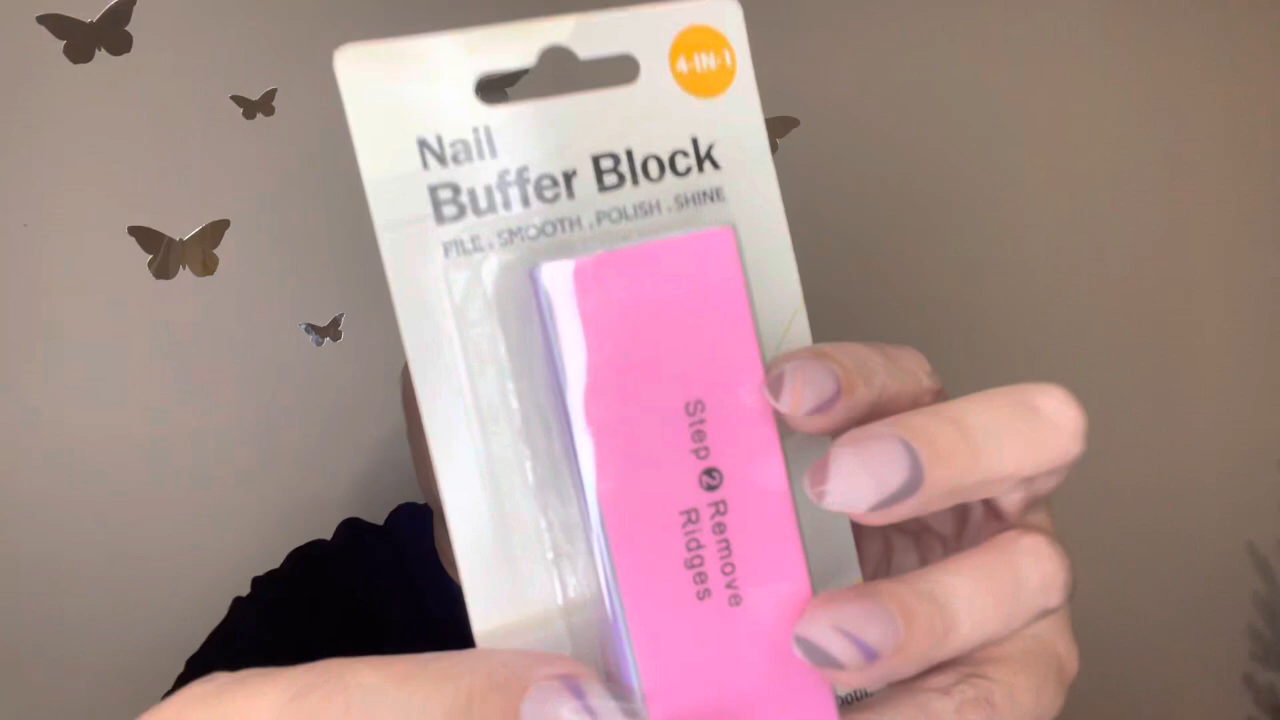 4-IN-1
Nail
Buffer Block
FILE . SMOOTH . POLISH . SHINE
Step 2 Remove
Ridges